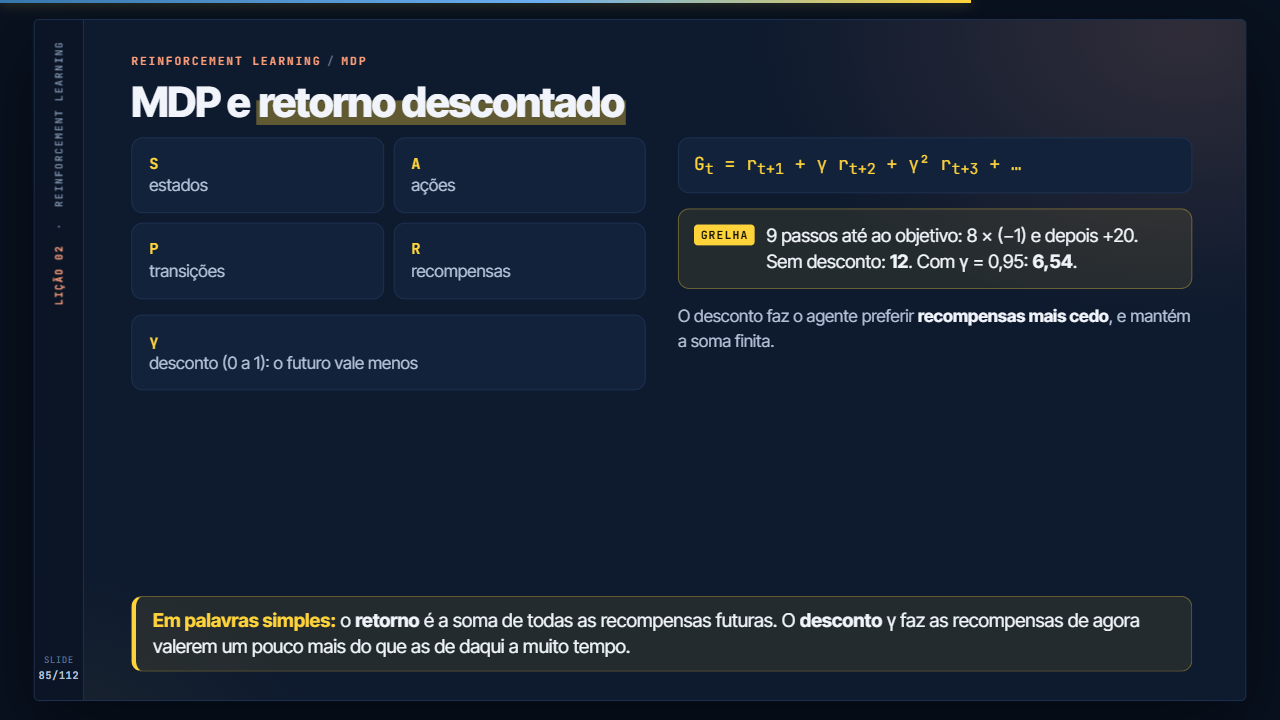 REINFORCEMENT LEARNING / MDP
MDP e retorno descontado
S
estados
A
ações
P
transições
R
recompensas
γ
desconto (0 a 1): o futuro vale menos
Gt = rt+1 + γ rt+2 + γ² rt+3 + …
GRELHA
9 passos até ao objetivo: 8 × (−1) e depois +20.
Sem desconto: 12. Com γ = 0,95: 6,54.
O desconto faz o agente preferir recompensas mais cedo, e mantém
a soma finita.
Em palavras simples: o retorno é a soma de todas as recompensas futuras. O desconto γ faz as recompensas de agora
valerem um pouco mais do que as de daqui a muito tempo.
LIÇÃO 02 · REINFORCEMENT LEARNING
SLIDE
85/112